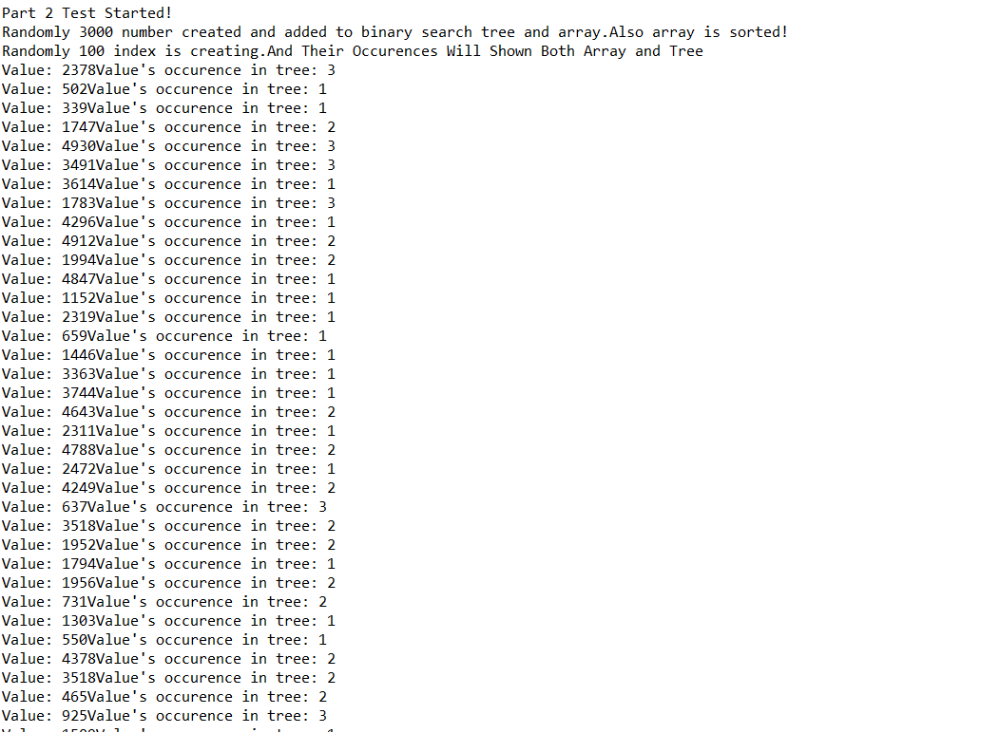 Part 2 Test Started!
Randomly 3000 number created and added to binary search tree and array.Also array is sorted!
Randomly 100 index is creating.And Their Occurences Will Shown Both Array and Tree
Value: 2378Value's occurence in tree: 3
Value: 502Value's occurence in tree: 1
Value: 339Value's occurence in tree: 1
Value: 1747Value's occurence in tree: 2
Value: 4930Value's occurence in tree: 3
Value: 3491Value's occurence in tree: 3
Value: 3614Value's occurence in tree: 1
Value: 1783Value's occurence in tree: 3
Value: 4296Value's occurence in tree: 1
Value: 4912Value's occurence in tree: 2
Value: 1994Value's occurence in tree: 2
Value: 4847Value's occurence in tree: 1
Value: 1152Value's occurence in tree: 1
Value: 2319Value's occurence in tree: 1
Value: 659Value's occurence in tree: 1
Value: 1446Value's occurence in tree: 1
Value: 3363Value's occurence in tree: 1
Value: 3744Value's occurence in tree: 1
Value: 4643Value's occurence in tree: 2
Value: 2311Value's occurence in tree: 1
Value: 4788Value's occurence in tree: 2
Value: 2472Value's occurence in tree: 1
Value: 4249Value's occurence in tree: 2
Value: 637Value's occurence in tree: 3
Value: 3518Value's occurence in tree: 2
Value: 1952Value's occurence in tree: 2
Value: 1794Value's occurence in tree: 1
Value: 1956Value's occurence in tree: 2
Value: 731Value's occurence in tree: 2
Value: 1303Value's occurence in tree: 1
Value: 550Value's occurence in tree: 1
Value: 4378Value's occurence in tree: 2
Value: 3518Value's occurence in tree: 2
Value: 465Value's occurence in tree: 2
Value: 925Value's occurence in tree: 3